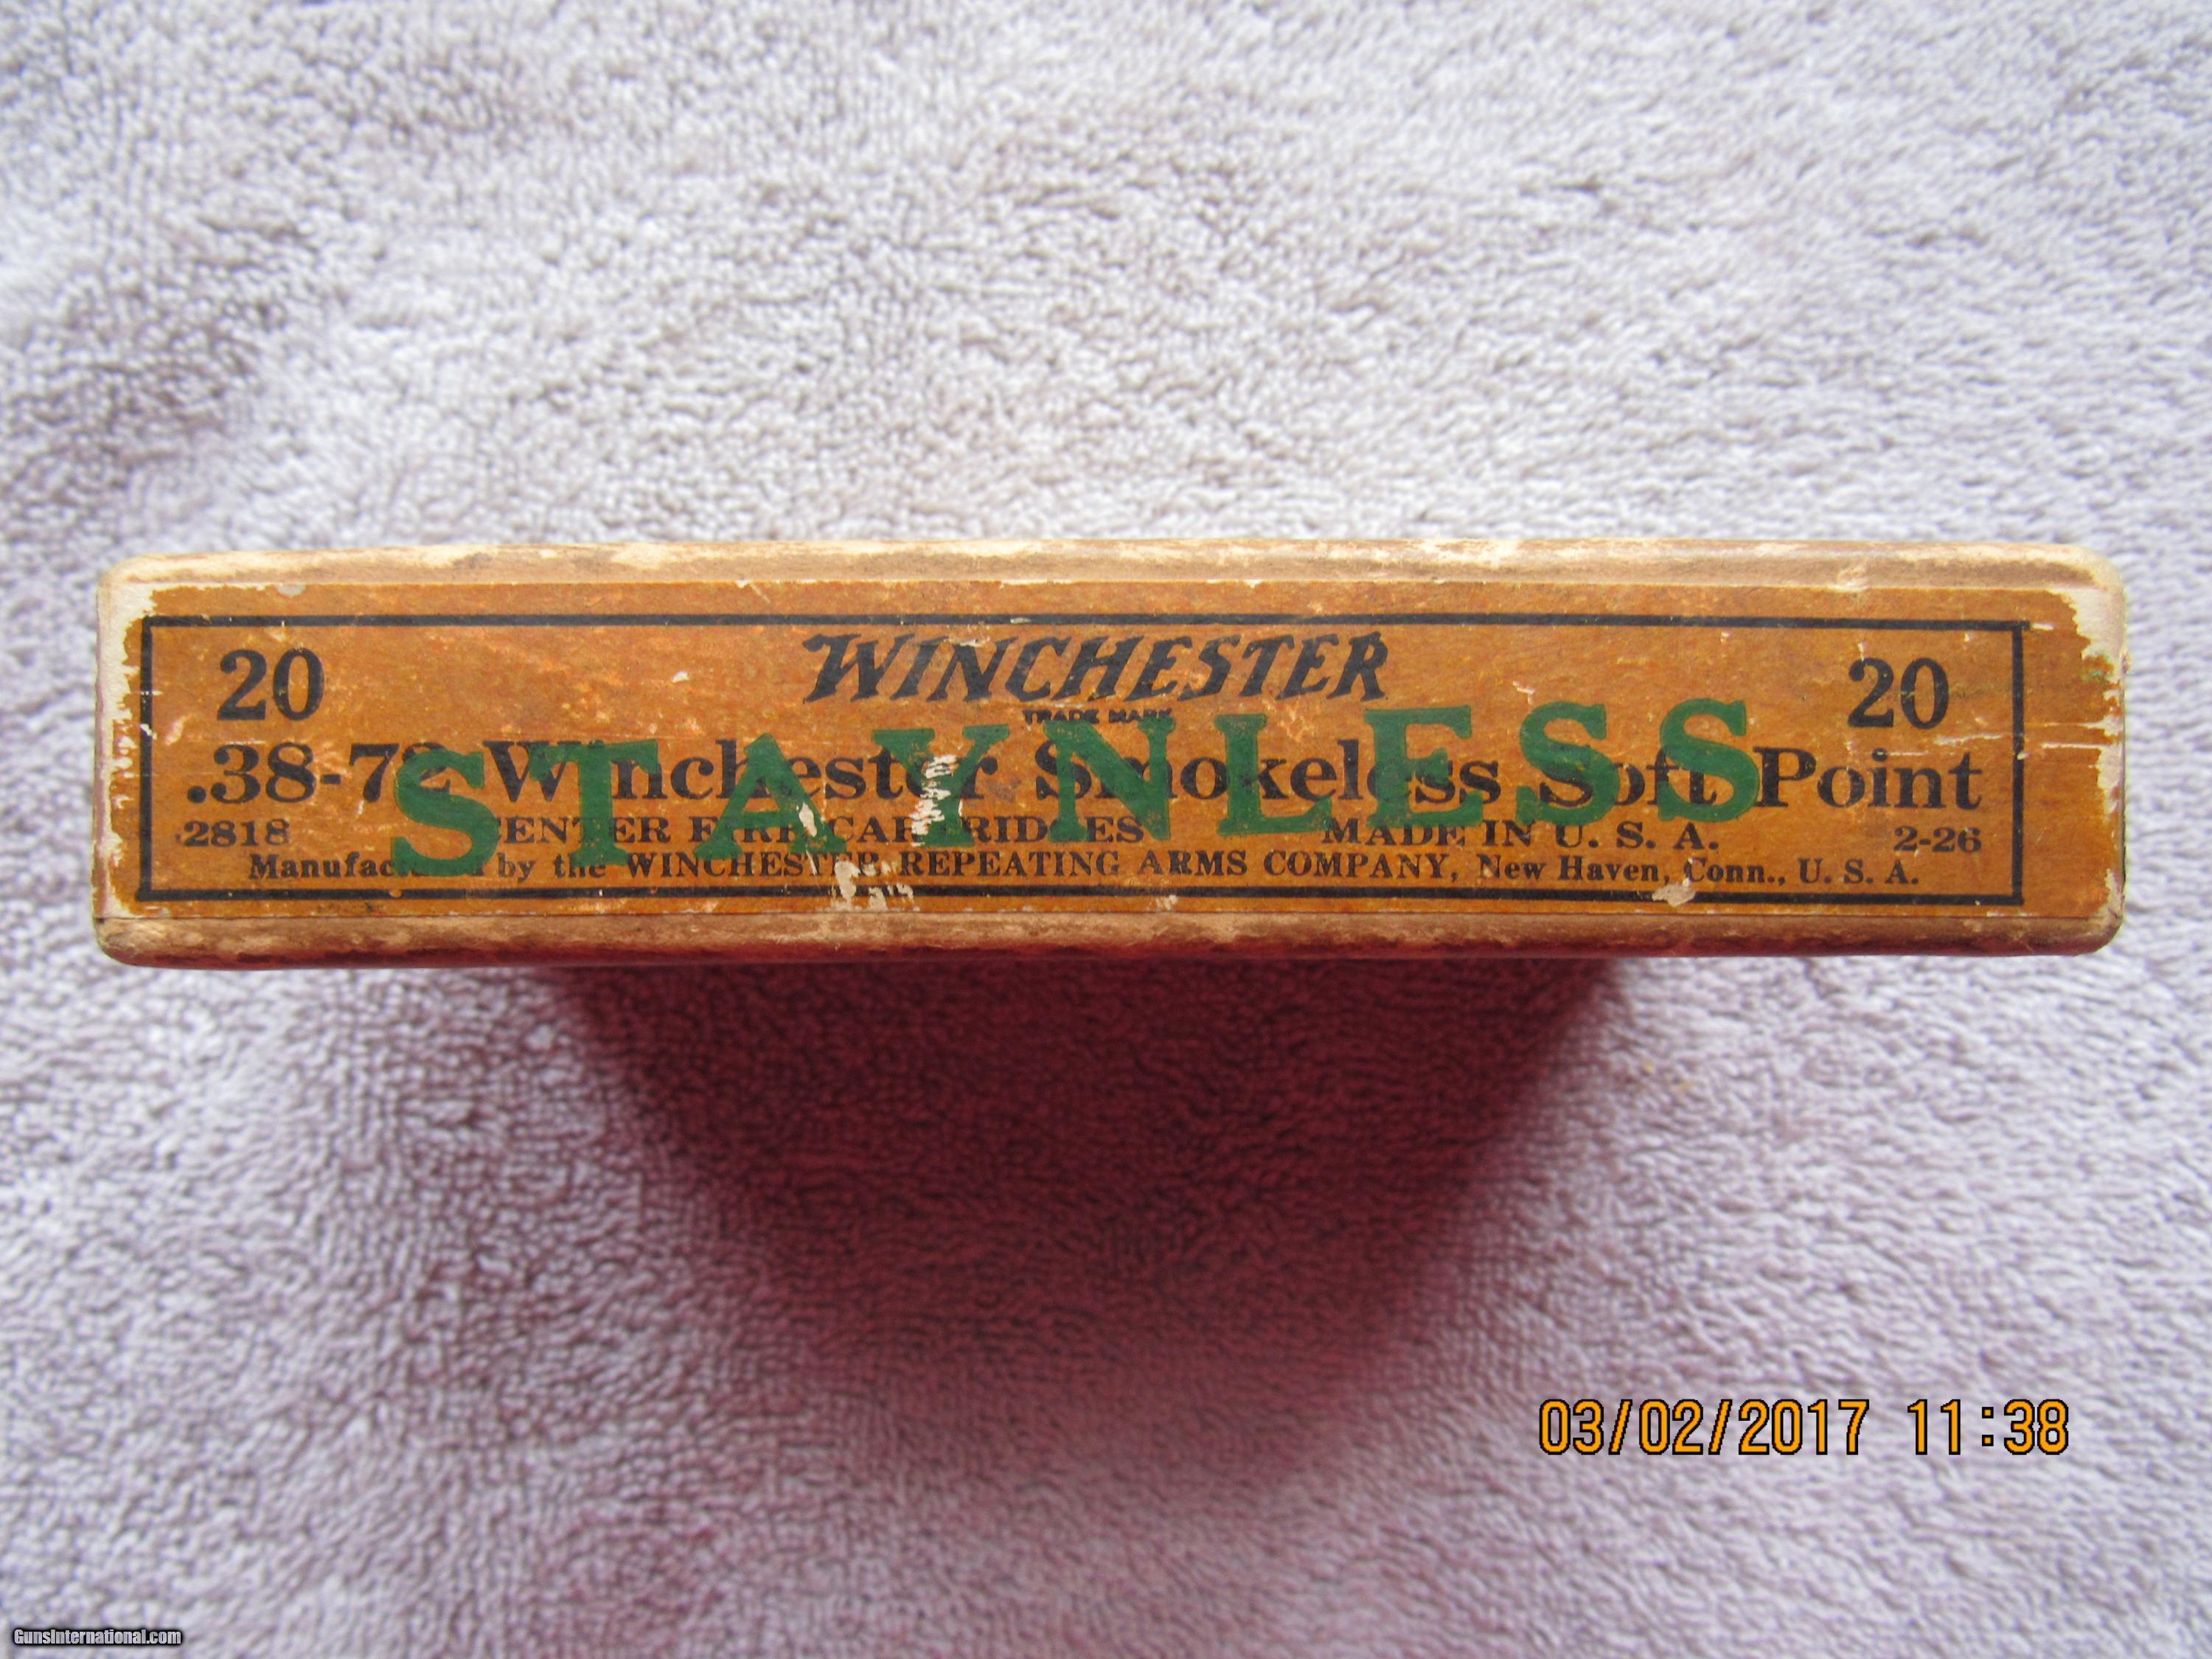 20 WINCHESTER 20
TRADE MARK
STAYNLESS
.38-72 Winchester Smokeless Soft Point
2818 CENTER FIRE CARTRIDGES MADE IN U. S. A. 2-26
Manufactured by the WINCHESTER REPEATING ARMS COMPANY, New Haven, Conn., U. S. A.
03/02/2017 11:38
GunsInternational.com